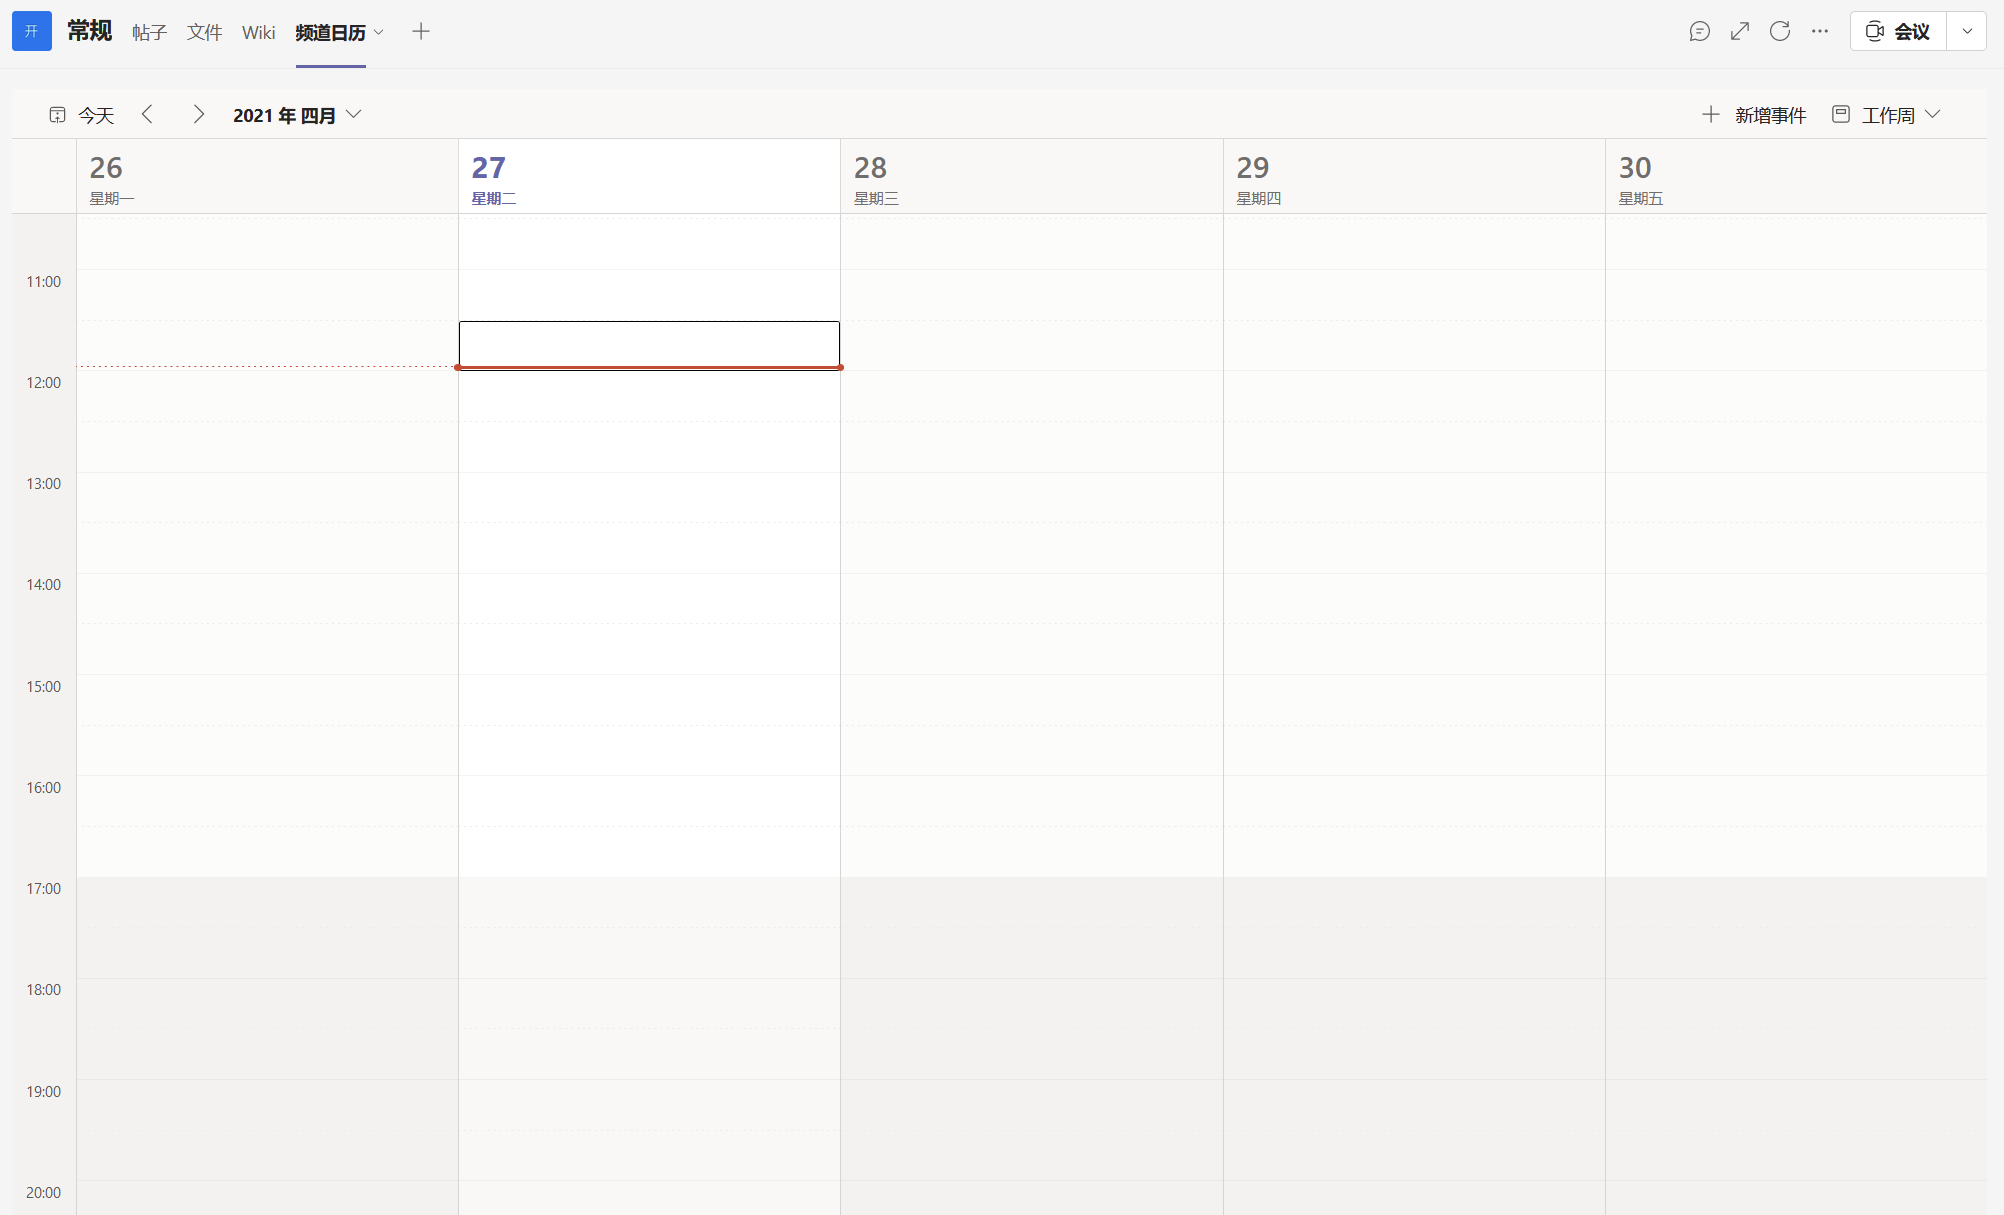 开 常规 帖子 文件 Wiki 频道日历 会议
今天 2021 年 四月 新增事件 工作周
26 27 28 29 30
星期一 星期二 星期三 星期四 星期五
11:00
12:00
13:00
14:00
15:00
16:00
17:00
18:00
19:00
20:00